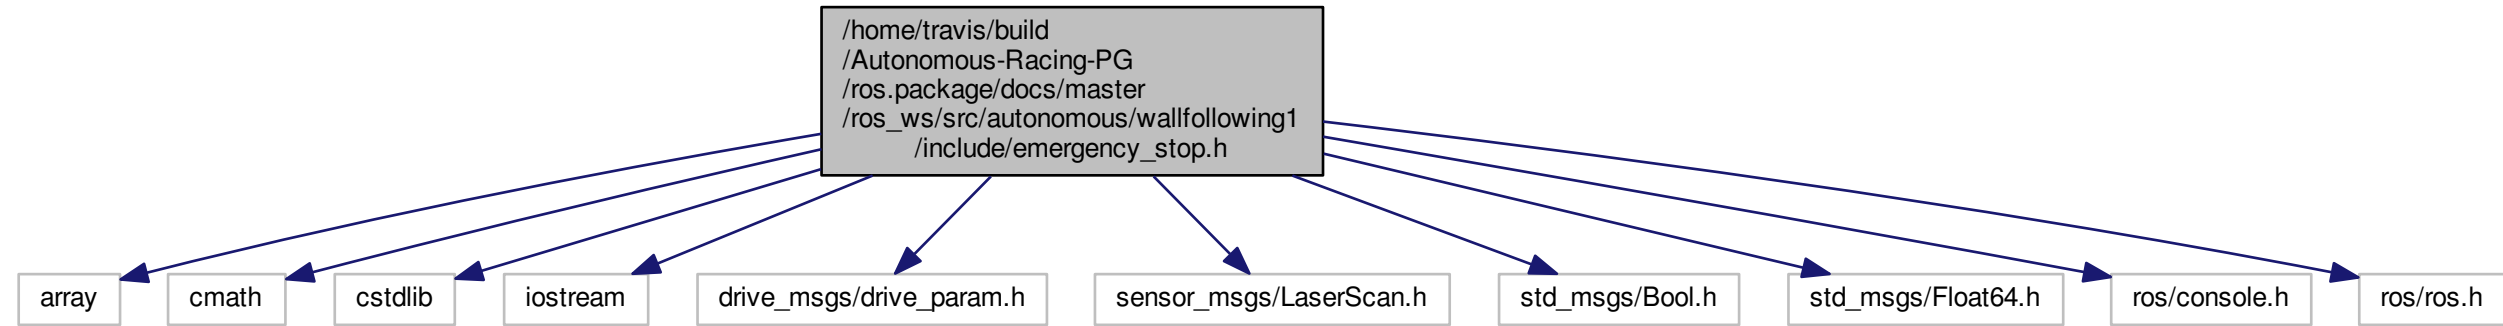 /home/travis/build
/Autonomous-Racing-PG
/ros.package/docs/master
/ros_ws/src/autonomous/wallfollowing1
/include/emergency_stop.h
array
cmath
cstdlib
iostream
drive_msgs/drive_param.h
sensor_msgs/LaserScan.h
std_msgs/Bool.h
std_msgs/Float64.h
ros/console.h
ros/ros.h